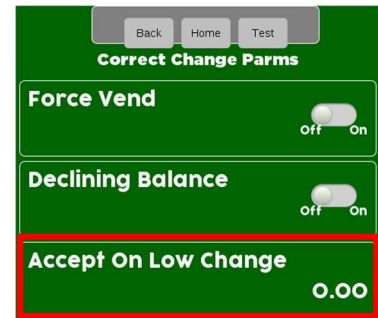 Back Home Test
Correct Change Parms
Force Vend
Off On
Declining Balance
Off On
Accept On Low Change
0.00